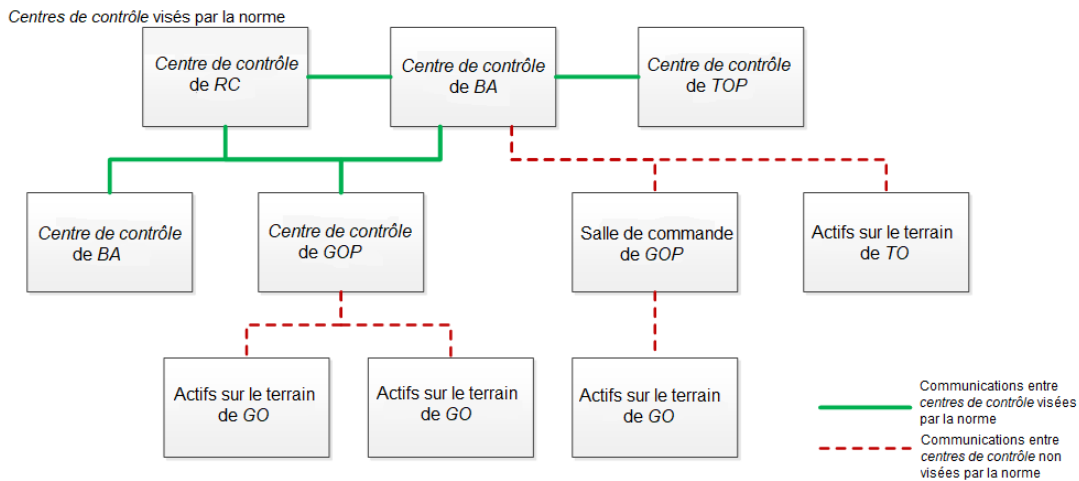 Centres de contrôle visés par la norme
Centre de contrôle
de RC
Centre de contrôle
de BA
Centre de contrôle
de TOP
Centre de contrôle
de BA
Centre de contrôle
de GOP
Salle de commande
de GOP
Actifs sur le terrain
de TO
Actifs sur le terrain
de GO
Actifs sur le terrain
de GO
Actifs sur le terrain
de GO
Communications entre
centres de contrôle visées
par la norme
Communications entre
centres de contrôle non
visées par la norme